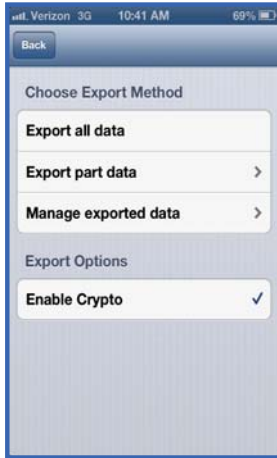 Verizon 3G 10:41 AM 69%
Back
Choose Export Method
Export all data
Export part data
Manage exported data
Export Options
Enable Crypto